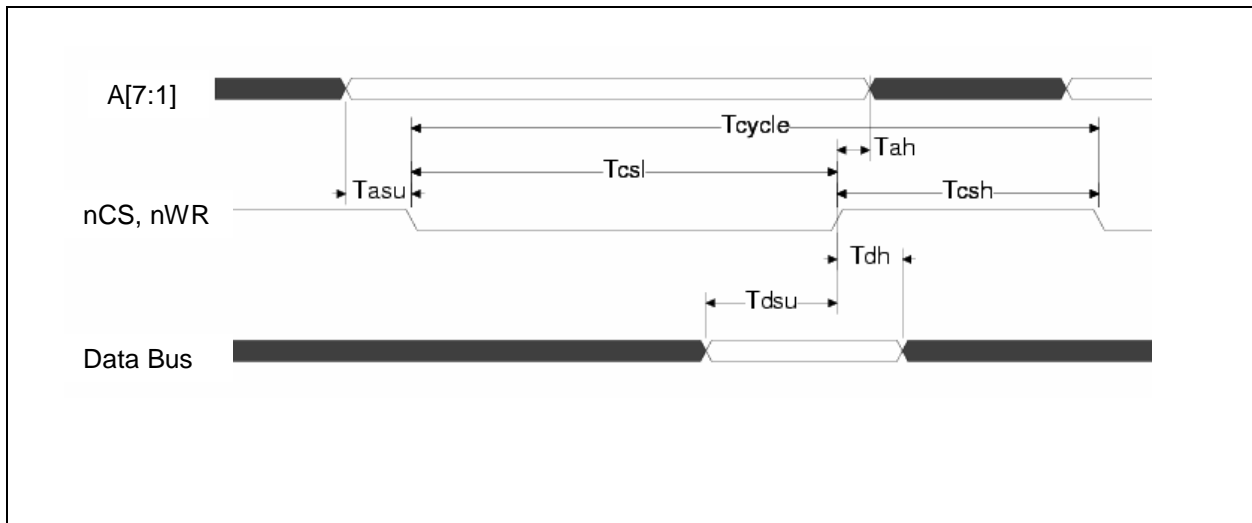 A[7:1]
Tcycle
Tah
Tcsl
Tasu
Tcsh
nCS, nWR
Tdh
Tdsu
Data Bus